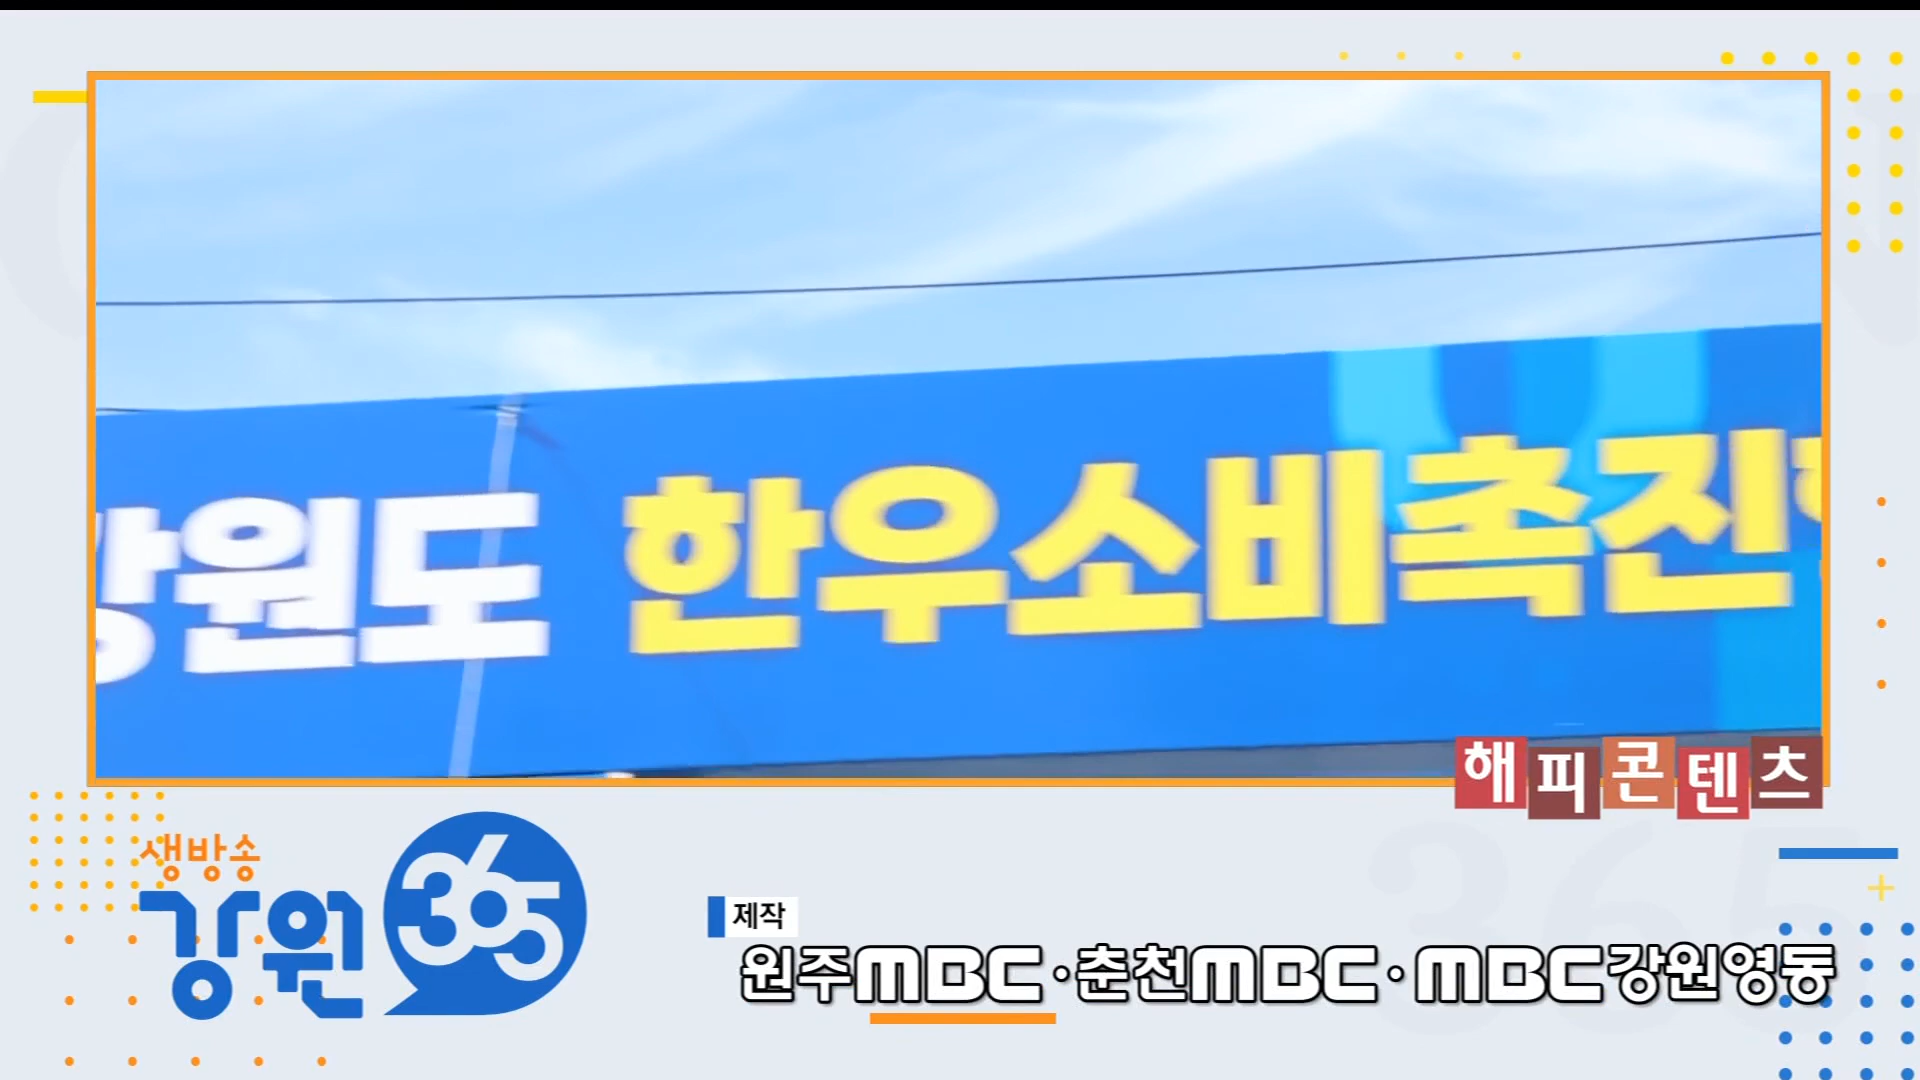 강원도 한우소비촉진
해피콘텐츠
생방송
강원 365
제작
원주MBC·춘천MBC·MBC강원영동